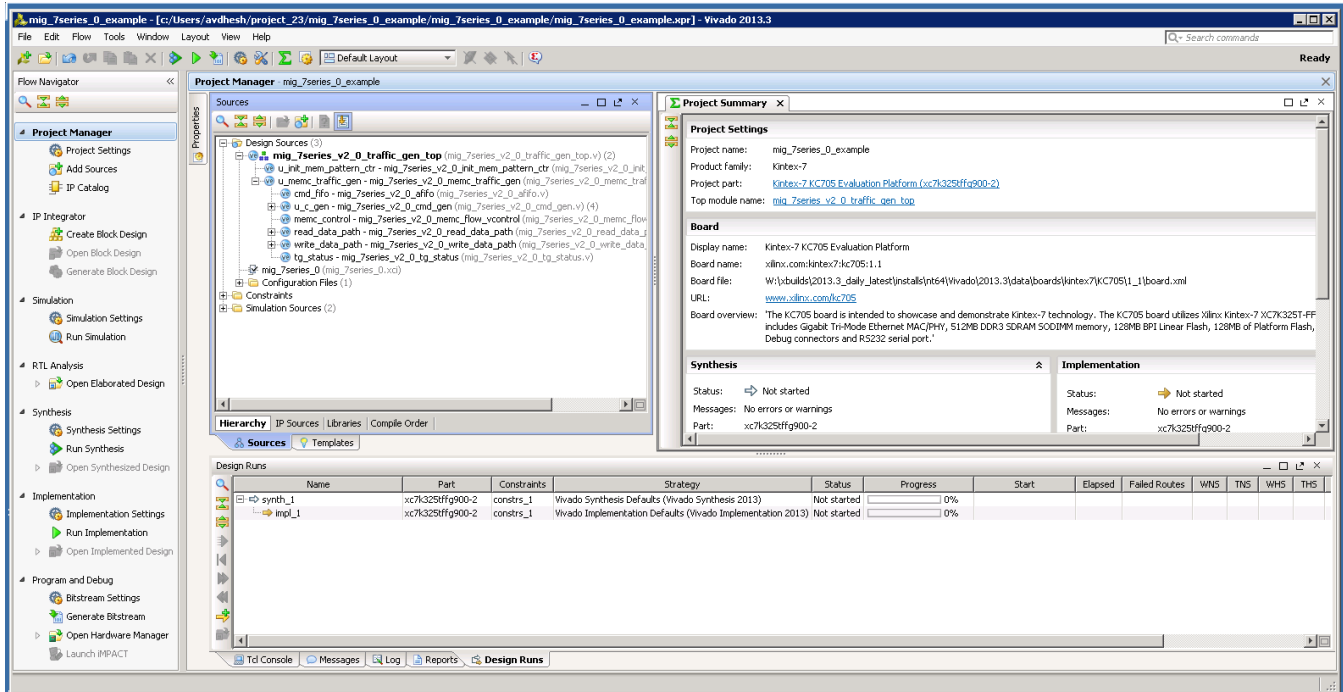 mig_7series_0_example - [c:/Users/avdhesh/project_23/mig_7series_0_example/mig_7series_0_example/mig_7series_0_example.xpr] - Vivado 2013.3
File Edit Flow Tools Window Layout View Help
Search commands
Default Layout
Ready
Flow Navigator
Project Manager
Project Settings
Add Sources
IP Catalog
IP Integrator
Create Block Design
Open Block Design
Generate Block Design
Simulation
Simulation Settings
Run Simulation
RTL Analysis
Open Elaborated Design
Synthesis
Synthesis Settings
Run Synthesis
Open Synthesized Design
Implementation
Implementation Settings
Run Implementation
Open Implemented Design
Program and Debug
Bitstream Settings
Generate Bitstream
Open Hardware Manager
Launch iMPACT
Project Manager - mig_7series_0_example
Properties
Sources
Design Sources (3)
mig_7series_v2_0_traffic_gen_top (mig_7series_v2_0_traffic_gen_top.v) (2)
u_init_mem_pattern_ctr - mig_7series_v2_0_init_mem_pattern_ctr (mig_7series_v2_0_init
u_memc_traffic_gen - mig_7series_v2_0_memc_traffic_gen (mig_7series_v2_0_memc_traf
cmd_fifo - mig_7series_v2_0_afifo (mig_7series_v2_0_afifo.v)
u_c_gen - mig_7series_v2_0_cmd_gen (mig_7series_v2_0_cmd_gen.v) (4)
memc_control - mig_7series_v2_0_memc_flow_vcontrol (mig_7series_v2_0_memc_flow
read_data_path - mig_7series_v2_0_read_data_path (mig_7series_v2_0_read_data_p
write_data_path - mig_7series_v2_0_write_data_path (mig_7series_v2_0_write_data_
tg_status - mig_7series_v2_0_tg_status (mig_7series_v2_0_tg_status.v)
mig_7series_0 (mig_7series_0.xci)
Configuration Files (1)
Constraints
Simulation Sources (2)
Hierarchy IP Sources Libraries Compile Order
Sources Templates
Project Summary
Project Settings
Project name: mig_7series_0_example
Product family: Kintex-7
Project part: Kintex-7 KC705 Evaluation Platform (xc7k325tffg900-2)
Top module name: mig_7series_v2_0_traffic_gen_top
Board
Display name: Kintex-7 KC705 Evaluation Platform
Board name: xilinx.com:kintex7:kc705:1.1
Board file: W:\xbuilds\2013.3_daily_latest\installs\nt64\Vivado\2013.3\data\boards\kintex7\KC705\1_1\board.xml
URL: www.xilinx.com/kc705
Board overview: 'The KC705 board is intended to showcase and demonstrate Kintex-7 technology. The KC705 board utilizes Xilinx Kintex-7 XC7K325T-FF
includes Gigabit Tri-Mode Ethernet MAC/PHY, 512MB DDR3 SDRAM SODIMM memory, 128MB BPI Linear Flash, 128MB of Platform Flash,
Debug connectors and RS232 serial port.'
Synthesis
Status: Not started
Messages: No errors or warnings
Part: xc7k325tffg900-2
Implementation
Status: Not started
Messages: No errors or warnings
Part: xc7k325tffg900-2
Design Runs
Name Part Constraints Strategy Status Progress Start Elapsed Failed Routes WNS TNS WHS THS
synth_1 xc7k325tffg900-2 constrs_1 Vivado Synthesis Defaults (Vivado Synthesis 2013) Not started 0%
impl_1 xc7k325tffg900-2 constrs_1 Vivado Implementation Defaults (Vivado Implementation 2013) Not started 0%
Tcl Console Messages Log Reports Design Runs